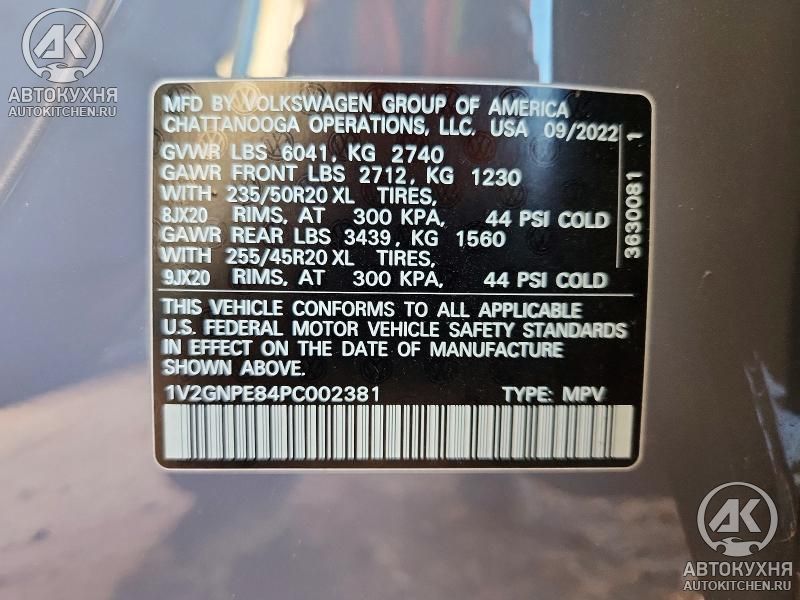 АВТОКУХНЯ
AUTOKITCHEN.RU
MFD BY VOLKSWAGEN GROUP OF AMERICA
CHATTANOOGA OPERATIONS, LLC. USA 09/2022
GVWR LBS 6041, KG 2740
GAWR FRONT LBS 2712, KG 1230
WITH 235/50R20 XL TIRES,
8JX20 RIMS, AT 300 KPA, 44 PSI COLD
GAWR REAR LBS 3439, KG 1560
WITH 255/45R20 XL TIRES,
9JX20 RIMS, AT 300 KPA, 44 PSI COLD
THIS VEHICLE CONFORMS TO ALL APPLICABLE
U.S. FEDERAL MOTOR VEHICLE SAFETY STANDARDS
IN EFFECT ON THE DATE OF MANUFACTURE
SHOWN ABOVE.
1V2GNPE84PC002381 TYPE: MPV
3630081 1
АВТОКУХНЯ
AUTOKITCHEN.RU